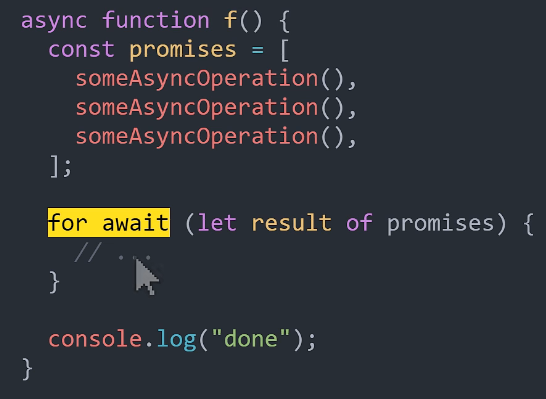 async function f() {
const promises = [
someAsyncOperation(),
someAsyncOperation(),
someAsyncOperation(),
];
for await (let result of promises) {
// ...
}
console.log("done");
}